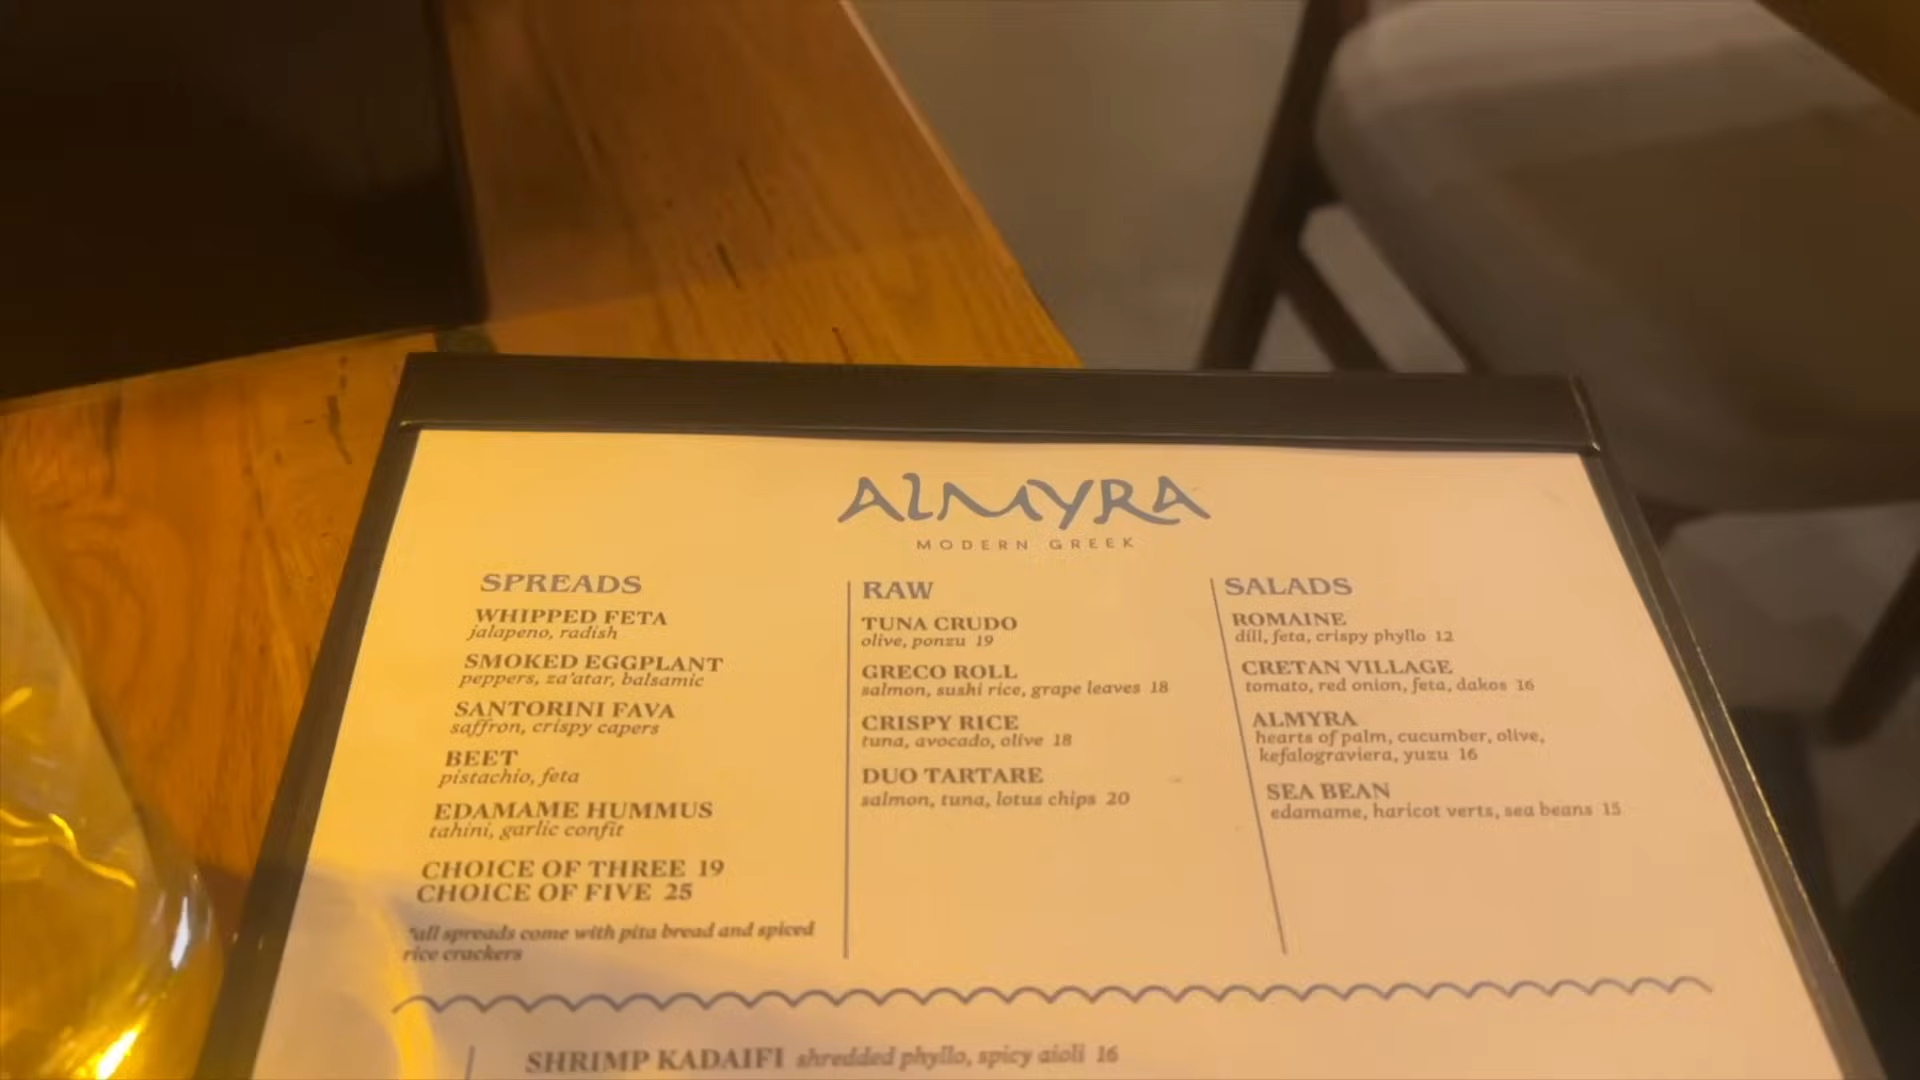 ALMYRA
MODERN GREEK
SPREADS
WHIPPED FETA
jalapeno, radish
SMOKED EGGPLANT
peppers, za'atar, balsamic
SANTORINI FAVA
saffron, crispy capers
BEET
pistachio, feta
EDAMAME HUMMUS
tahini, garlic confit
CHOICE OF THREE 19
CHOICE OF FIVE 25
*all spreads come with pita bread and spiced
rice crackers
RAW
TUNA CRUDO
olive, ponzu 19
GRECO ROLL
salmon, sushi rice, grape leaves 18
CRISPY RICE
tuna, avocado, olive 18
DUO TARTARE
salmon, tuna, lotus chips 20
SALADS
ROMAINE
dill, feta, crispy phyllo 12
CRETAN VILLAGE
tomato, red onion, feta, dakos 16
ALMYRA
hearts of palm, cucumber, olive,
kefalograviera, yuzu 16
SEA BEAN
edamame, haricot verts, sea beans 15
SHRIMP KADAIFI shredded phyllo, spicy aioli 16